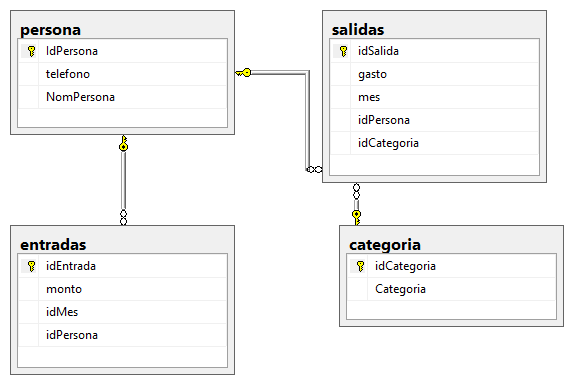 persona
IdPersona
telefono
NomPersona
salidas
idSalida
gasto
mes
idPersona
idCategoria
entradas
idEntrada
monto
idMes
idPersona
categoria
idCategoria
Categoria